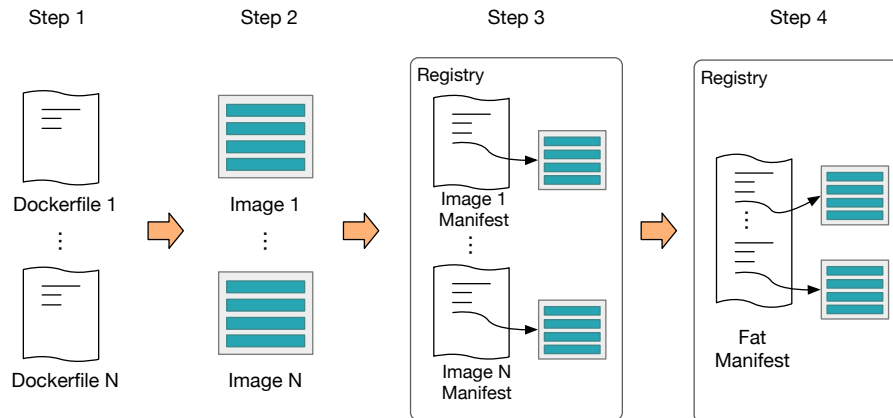 Step 1
Step 2
Step 3
Step 4
Registry
Registry
Dockerfile 1
Image 1
Image 1
Manifest
Dockerfile N
Image N
Image N
Manifest
Fat
Manifest